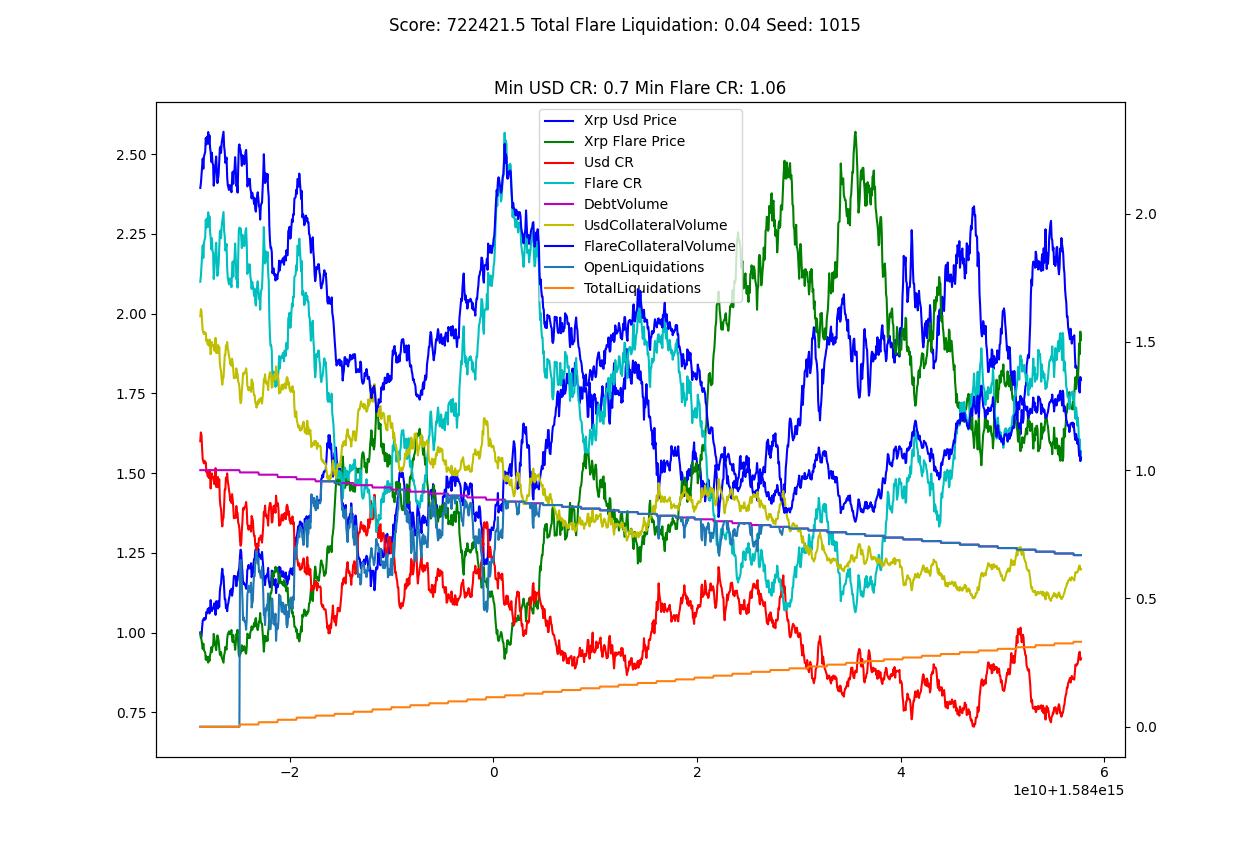 Score: 722421.5 Total Flare Liquidation: 0.04 Seed: 1015
Min USD CR: 0.7 Min Flare CR: 1.06
Xrp Usd Price
Xrp Flare Price
Usd CR
Flare CR
DebtVolume
UsdCollateralVolume
FlareCollateralVolume
OpenLiquidations
TotalLiquidations
2.50
2.25
2.00
1.75
1.50
1.25
1.00
0.75
2.0
1.5
1.0
0.5
0.0
−2 0 2 4 6
1e10+1.584e15